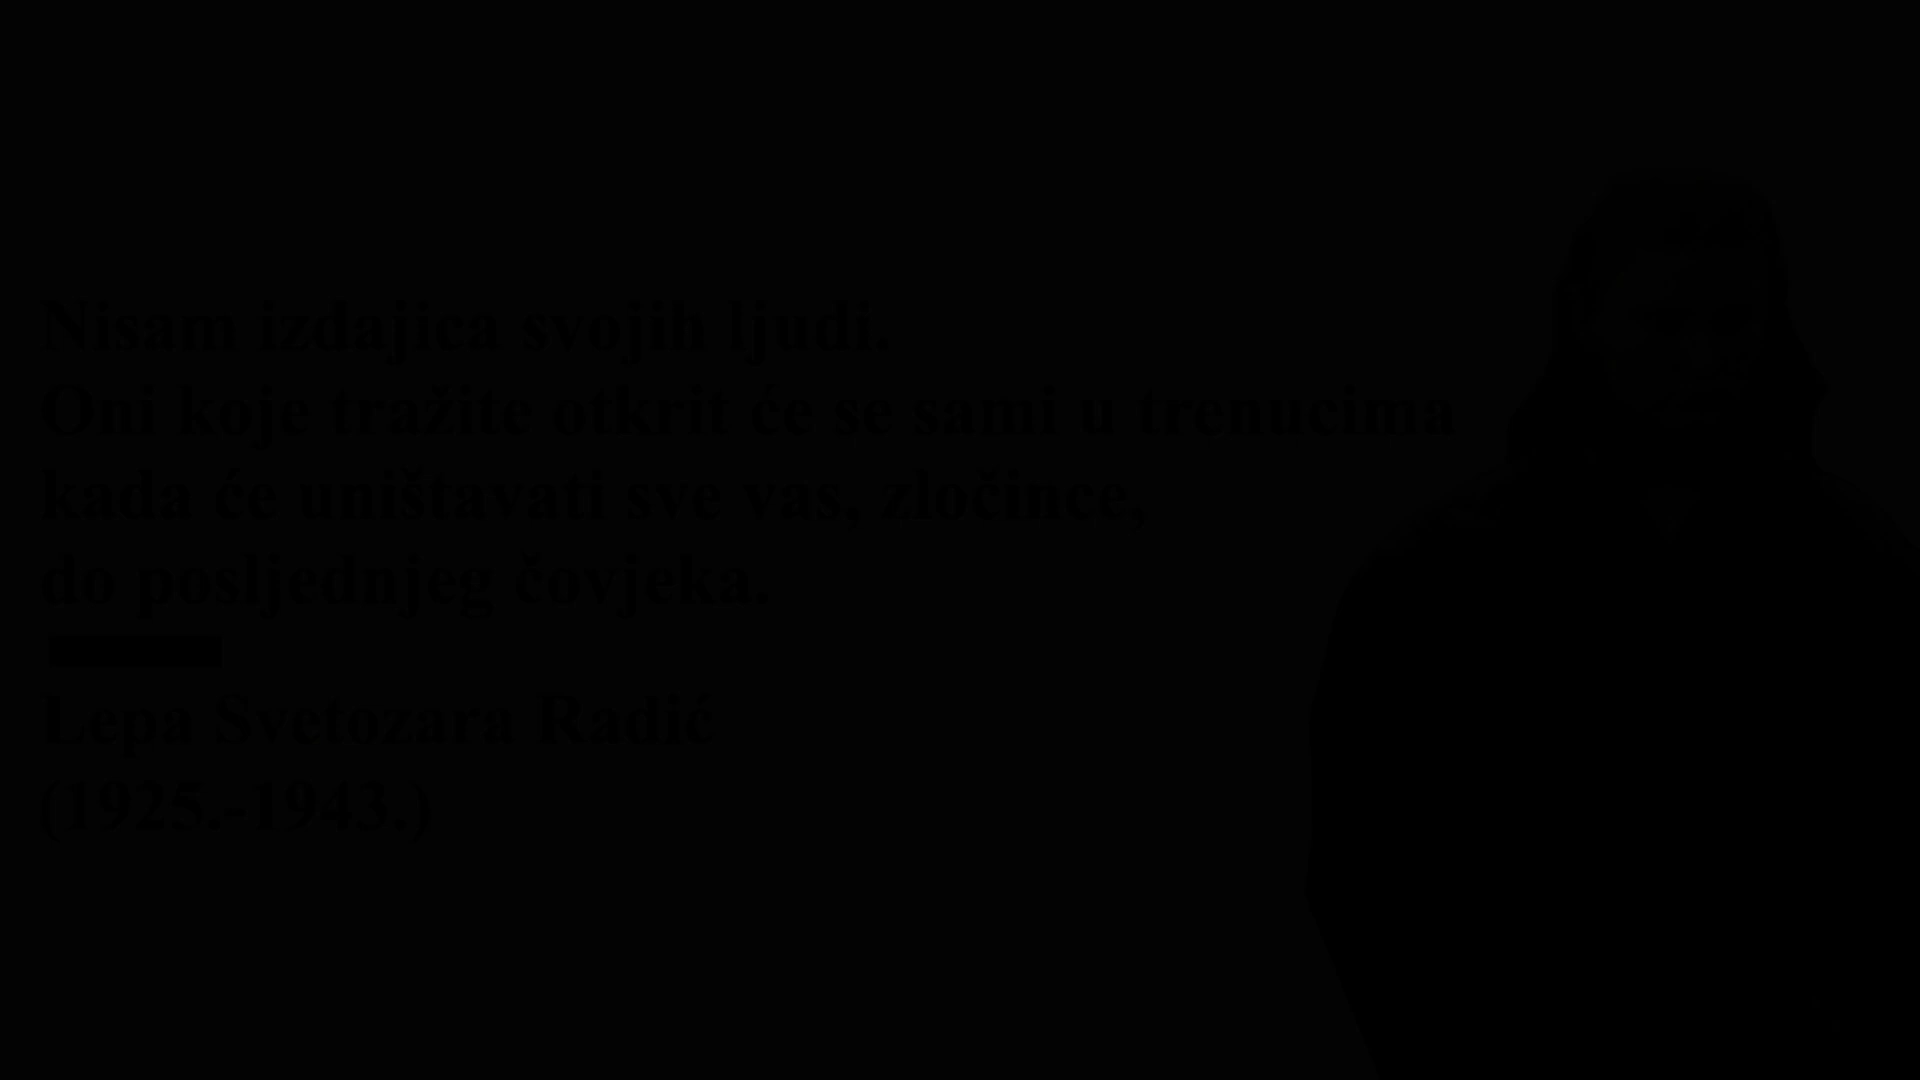 Nisam izdajica svojih ljudi.
Oni koje tražite otkrit će se sami u trenucima
kada će uništavati sve vas, zločince,
do posljednjeg čovjeka.
Lepa Svetozara Radić
(1925.-1943.)